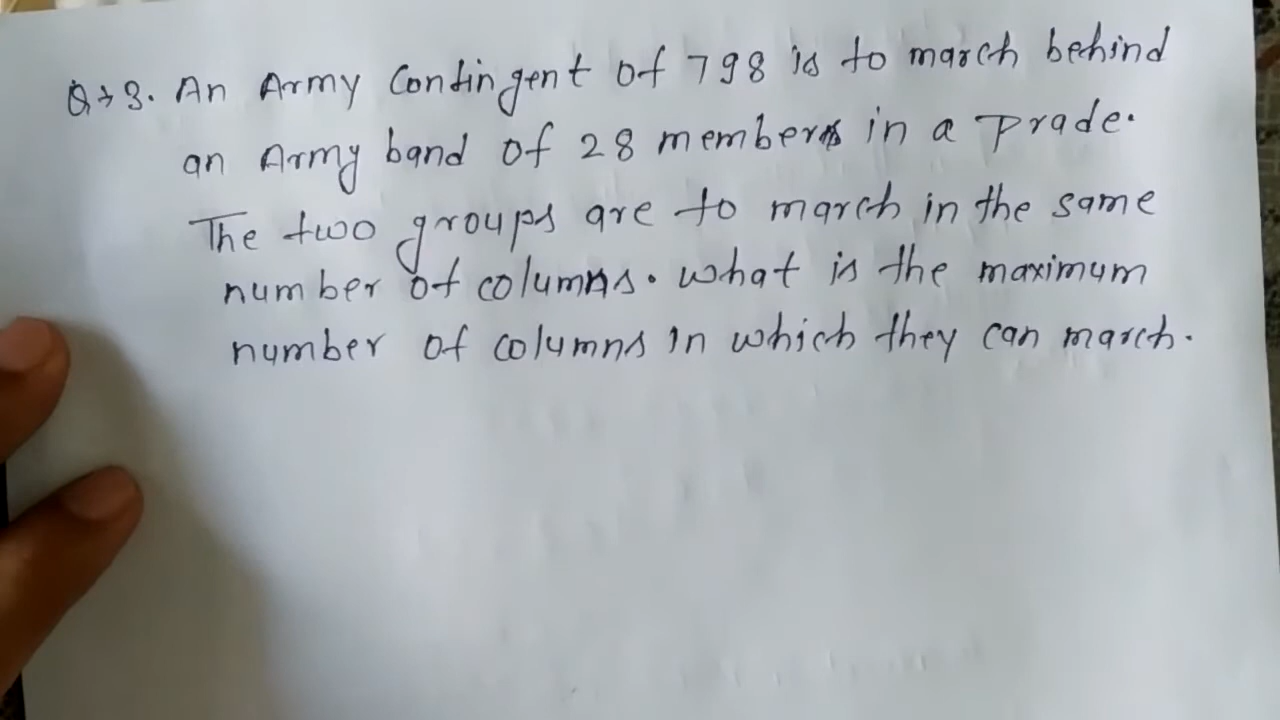 Q→3. An Army Contingent of 798 is to march behind
an Army band of 28 members in a Prade.
The two groups are to march in the same
number of columns. what is the maximum
number of columns in which they can march.